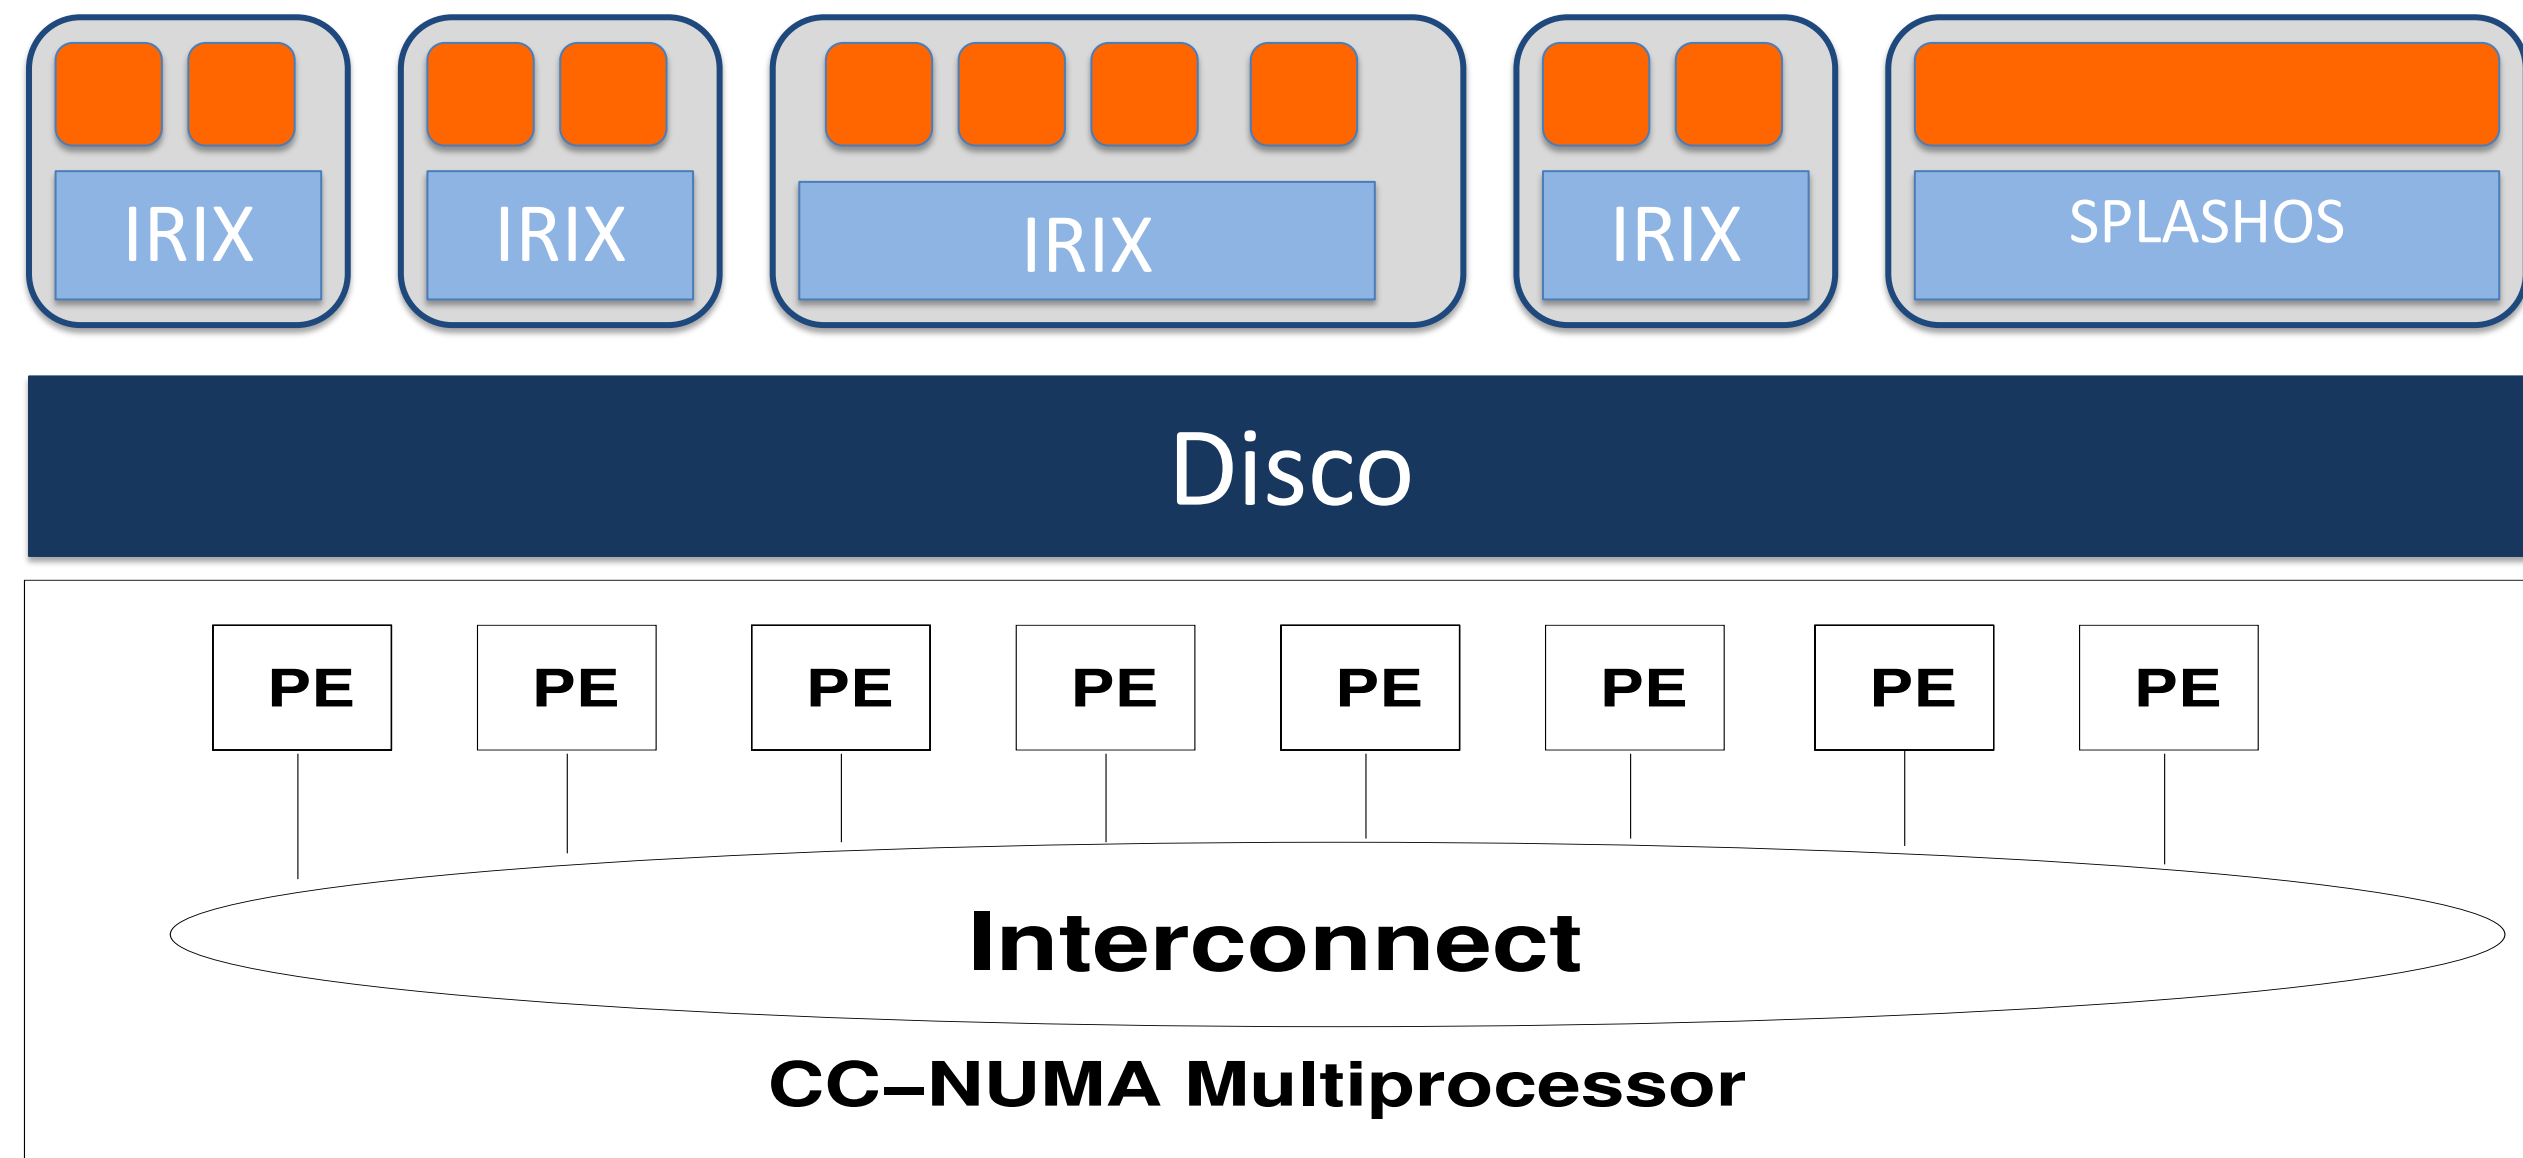 IRIX IRIX IRIX IRIX SPLASHOS
Disco
PE PE PE PE PE PE PE PE
Interconnect
CC–NUMA Multiprocessor